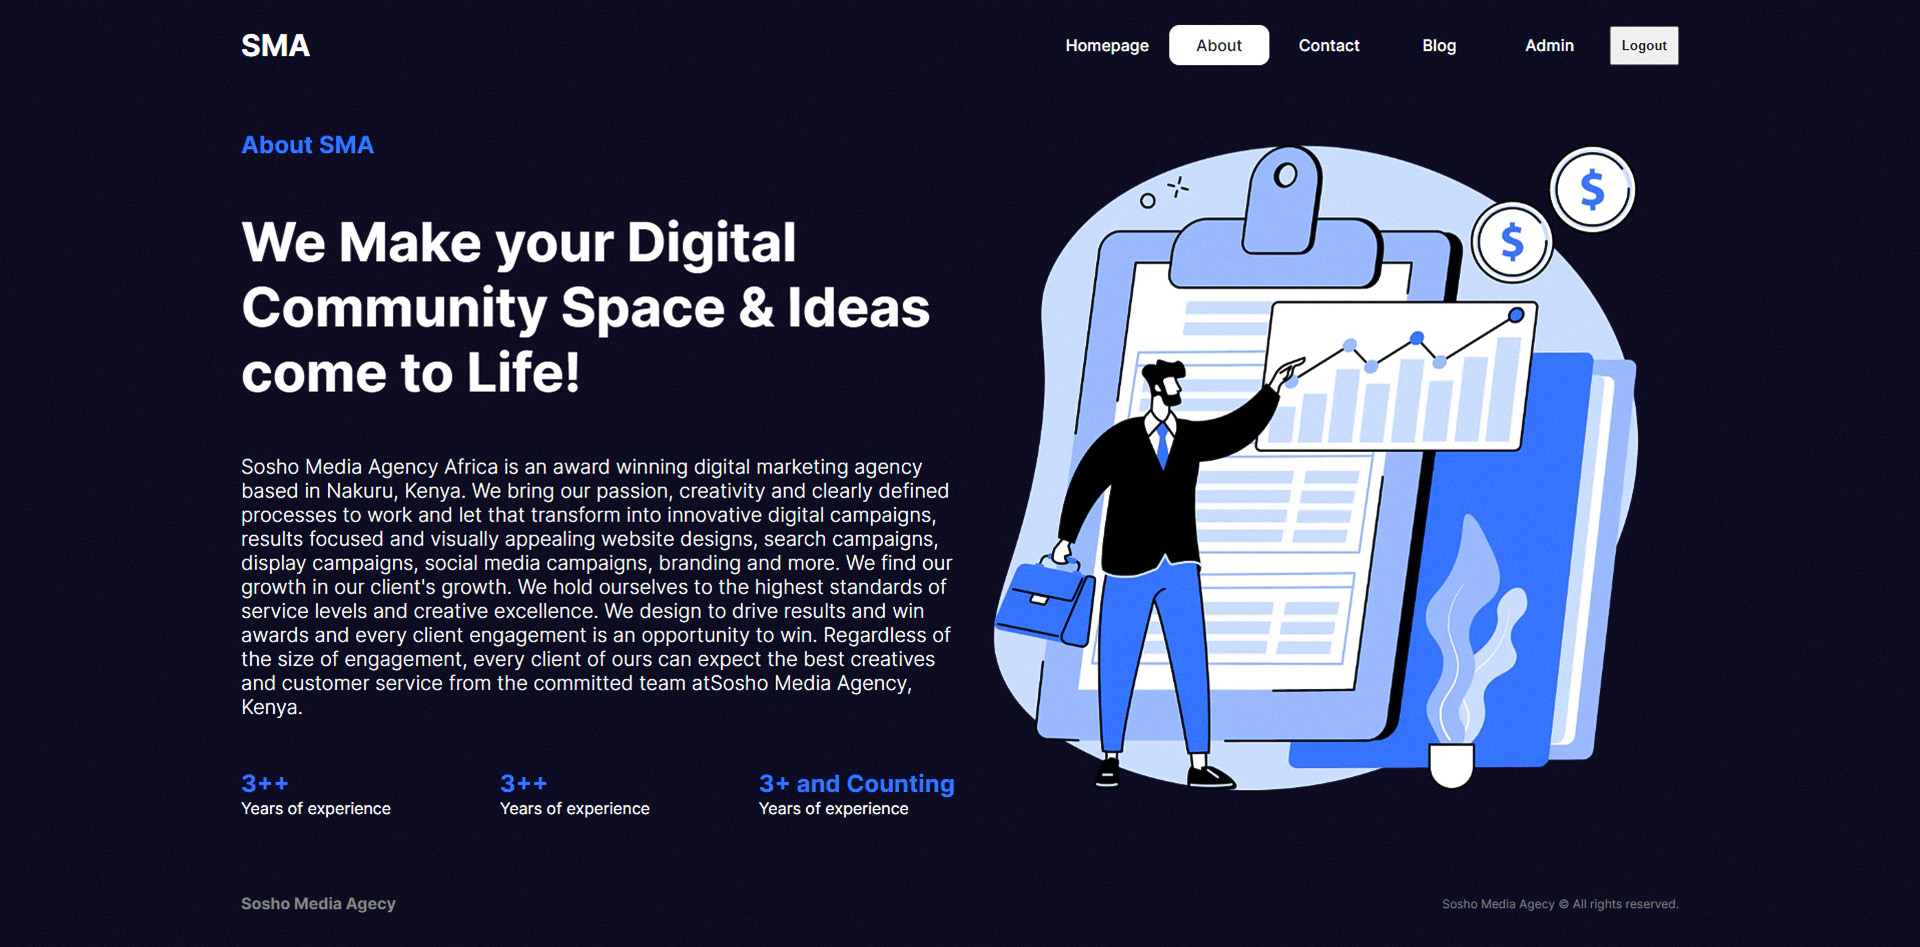 SMA
Homepage
About
Contact
Blog
Admin
Logout
About SMA
We Make your Digital
Community Space & Ideas
come to Life!
Sosho Media Agency Africa is an award winning digital marketing agency
based in Nakuru, Kenya. We bring our passion, creativity and clearly defined
processes to work and let that transform into innovative digital campaigns,
results focused and visually appealing website designs, search campaigns,
display campaigns, social media campaigns, branding and more. We find our
growth in our client's growth. We hold ourselves to the highest standards of
service levels and creative excellence. We design to drive results and win
awards and every client engagement is an opportunity to win. Regardless of
the size of engagement, every client of ours can expect the best creatives
and customer service from the committed team atSosho Media Agency,
Kenya.
3++
Years of experience
3++
Years of experience
3+ and Counting
Years of experience
$
$
Sosho Media Agecy
Sosho Media Agecy © All rights reserved.